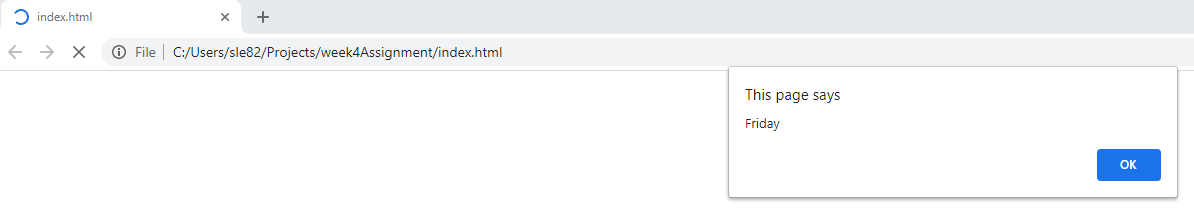 index.html
File C:/Users/sle82/Projects/week4Assignment/index.html
This page says
Friday
OK